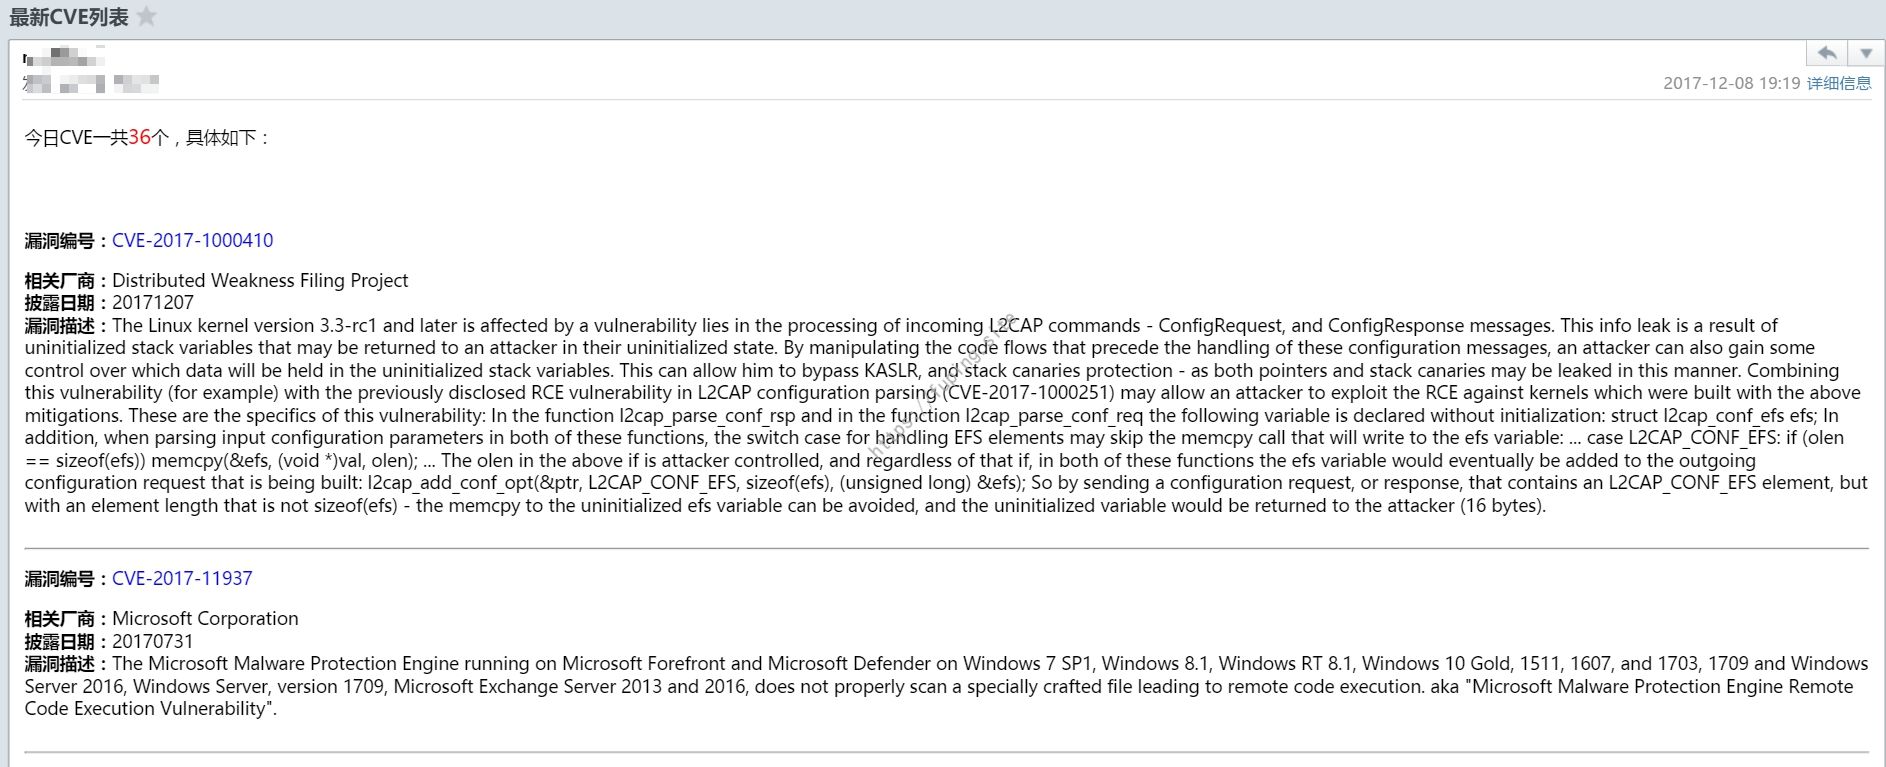 最新CVE列表
2017-12-08 19:19 详细信息
今日CVE一共36个，具体如下：
漏洞编号：CVE-2017-1000410
相关厂商：Distributed Weakness Filing Project
披露日期：20171207
漏洞描述：The Linux kernel version 3.3-rc1 and later is affected by a vulnerability lies in the processing of incoming L2CAP commands - ConfigRequest, and ConfigResponse messages. This info leak is a result of
uninitialized stack variables that may be returned to an attacker in their uninitialized state. By manipulating the code flows that precede the handling of these configuration messages, an attacker can also gain some
control over which data will be held in the uninitialized stack variables. This can allow him to bypass KASLR, and stack canaries protection - as both pointers and stack canaries may be leaked in this manner. Combining
this vulnerability (for example) with the previously disclosed RCE vulnerability in L2CAP configuration parsing (CVE-2017-1000251) may allow an attacker to exploit the RCE against kernels which were built with the above
mitigations. These are the specifics of this vulnerability: In the function l2cap_parse_conf_rsp and in the function l2cap_parse_conf_req the following variable is declared without initialization: struct l2cap_conf_efs efs; In
addition, when parsing input configuration parameters in both of these functions, the switch case for handling EFS elements may skip the memcpy call that will write to the efs variable: ... case L2CAP_CONF_EFS: if (olen
== sizeof(efs)) memcpy(&efs, (void *)val, olen); ... The olen in the above if is attacker controlled, and regardless of that if, in both of these functions the efs variable would eventually be added to the outgoing
configuration request that is being built: l2cap_add_conf_opt(&ptr, L2CAP_CONF_EFS, sizeof(efs), (unsigned long) &efs); So by sending a configuration request, or response, that contains an L2CAP_CONF_EFS element, but
with an element length that is not sizeof(efs) - the memcpy to the uninitialized efs variable can be avoided, and the uninitialized variable would be returned to the attacker (16 bytes).
漏洞编号：CVE-2017-11937
相关厂商：Microsoft Corporation
披露日期：20170731
漏洞描述：The Microsoft Malware Protection Engine running on Microsoft Forefront and Microsoft Defender on Windows 7 SP1, Windows 8.1, Windows RT 8.1, Windows 10 Gold, 1511, 1607, and 1703, 1709 and Windows
Server 2016, Windows Server, version 1709, Microsoft Exchange Server 2013 and 2016, does not properly scan a specially crafted file leading to remote code execution. aka "Microsoft Malware Protection Engine Remote
Code Execution Vulnerability".